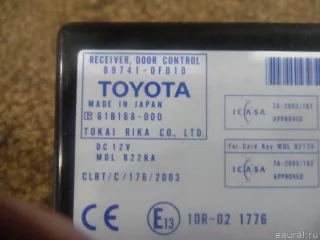 RECEIVER, DOOR CONTROL
89741-0F010
TOYOTA
MADE IN JAPAN
61B168-000
TOKAI RIKA CO., LTD.
DC 12V
MDL B22RA
CLBT/C/176/2003
CE E13 10R-02 1776
ICASA
TA-2003/161
APPROVED
For Card Key MDL B21TA
ICASA
TA-2003/162
APPROVED
eaural.ru